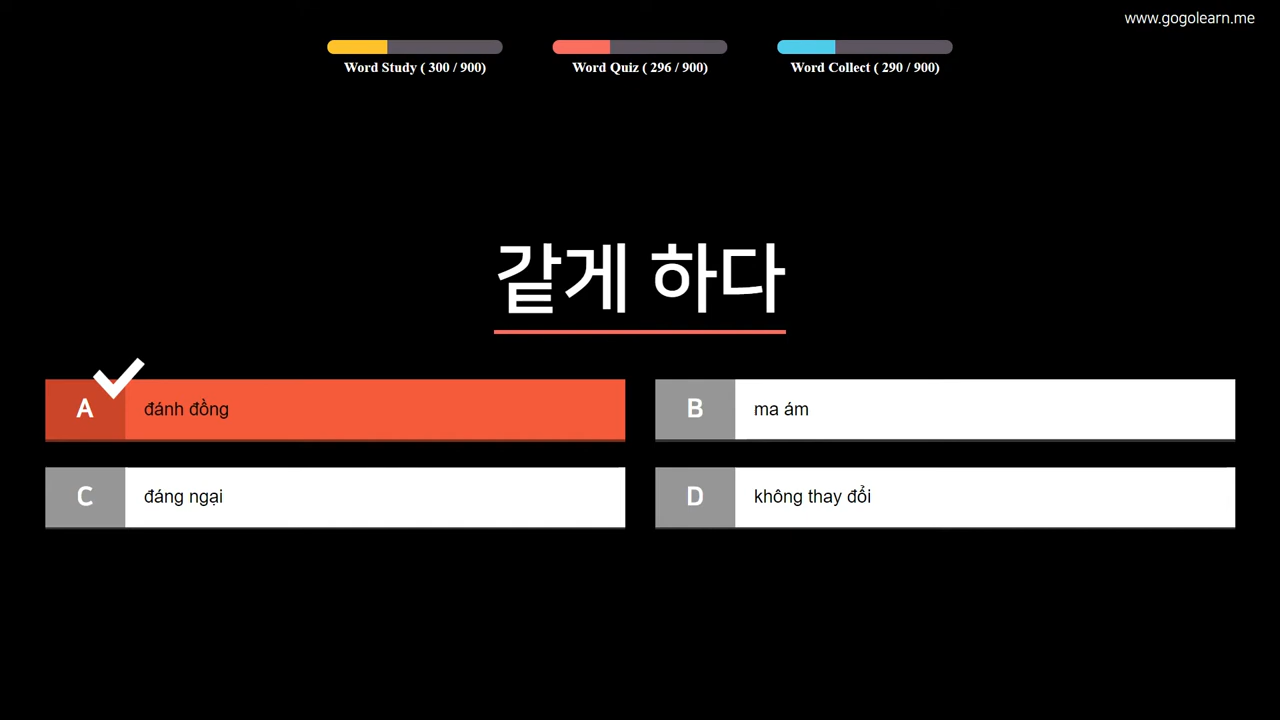 www.gogolearn.me
Word Study ( 300 / 900)
Word Quiz ( 296 / 900)
Word Collect ( 290 / 900)
같게 하다
A
đánh đồng
B
ma ám
C
đáng ngại
D
không thay đổi